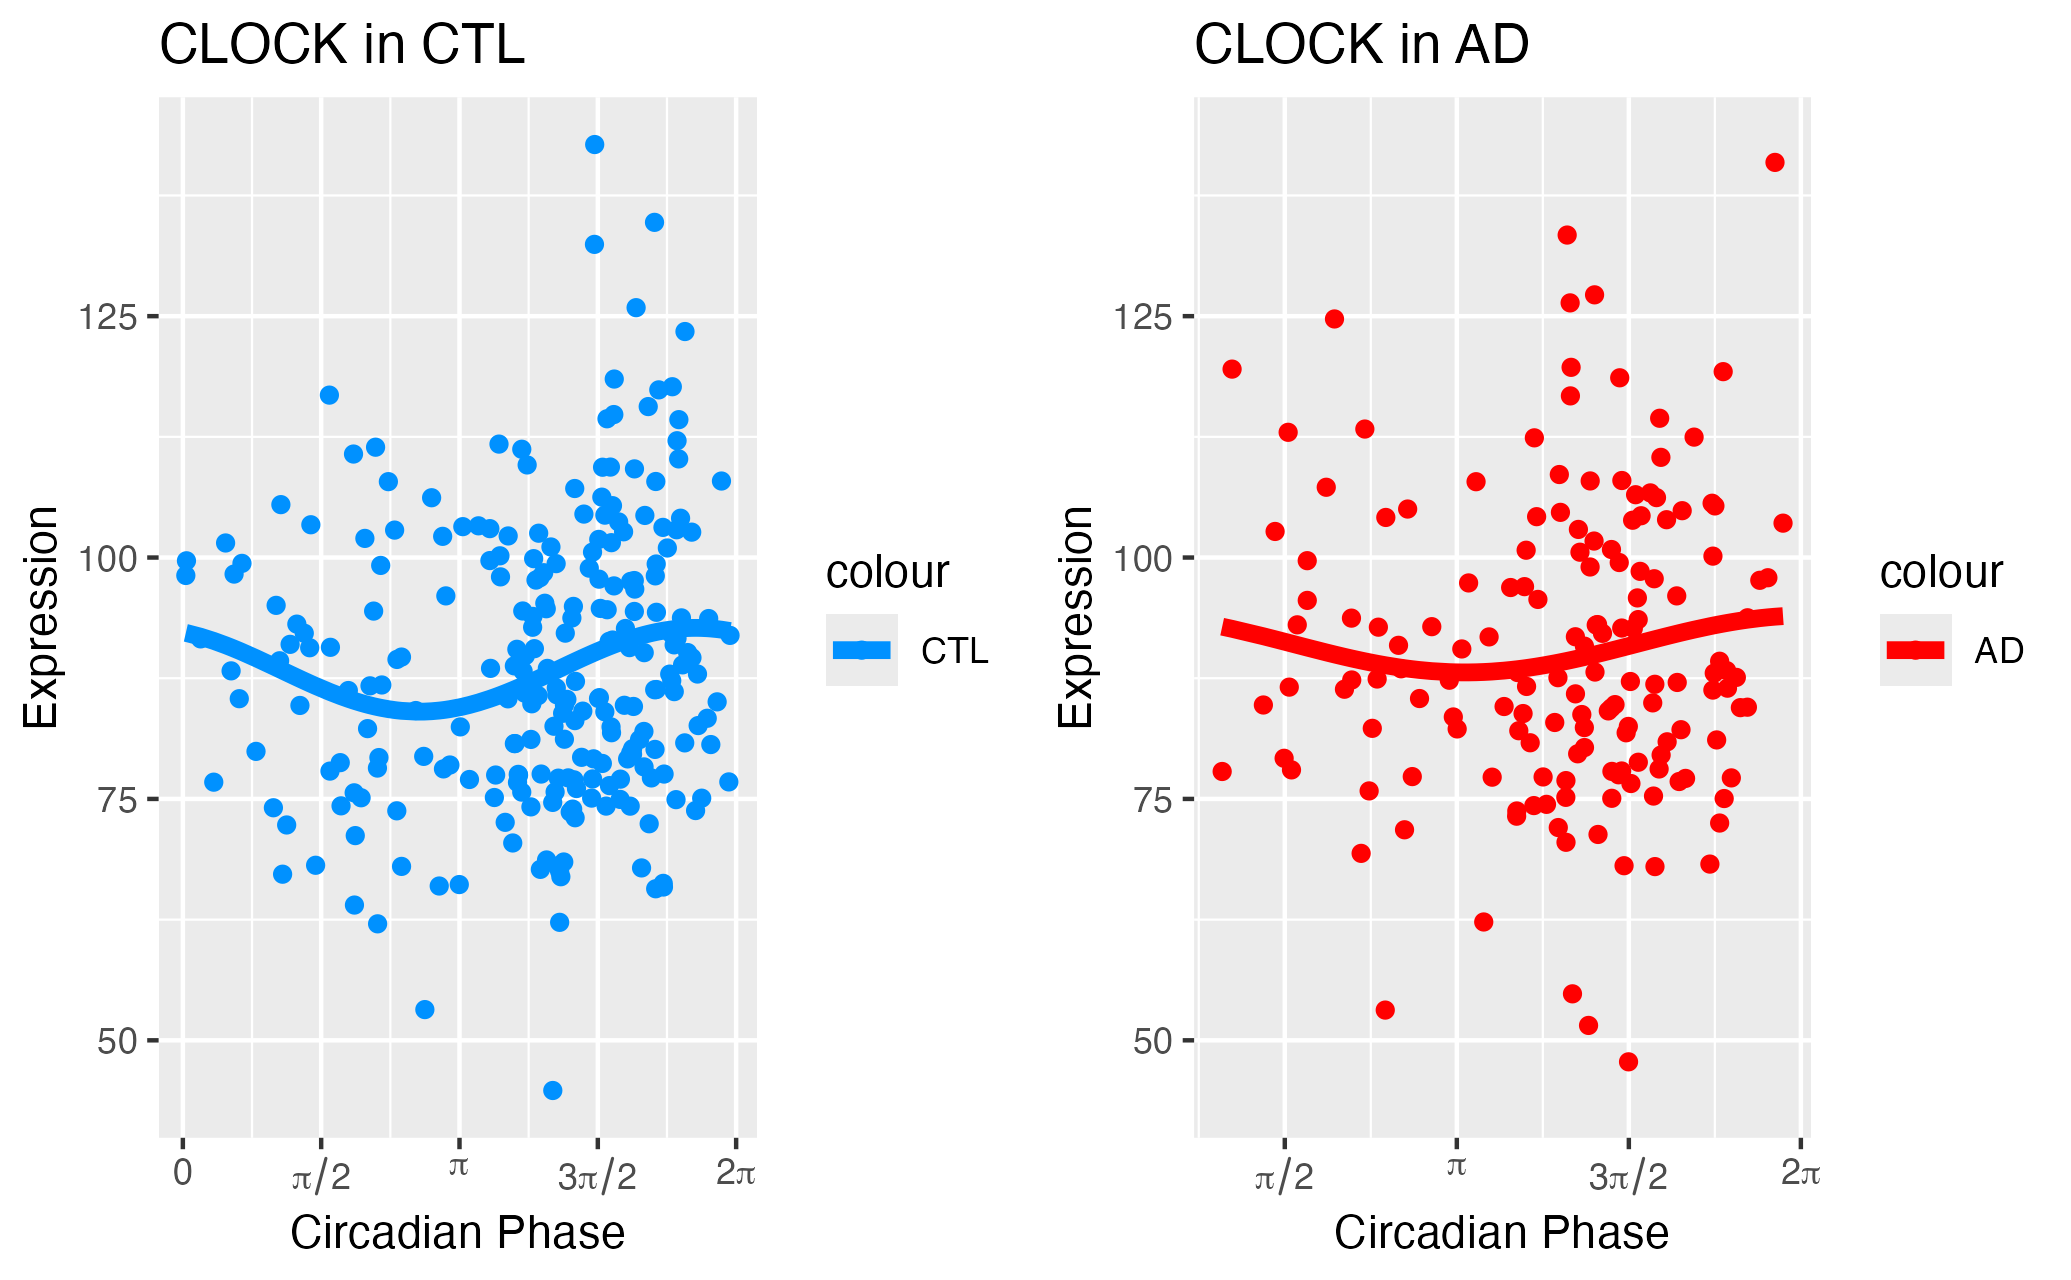 CLOCK in CTL
Expression
125
100
75
50
0
π/2
π
3π/2
2π
Circadian Phase
colour
CTL
CLOCK in AD
Expression
125
100
75
50
π/2
π
3π/2
2π
Circadian Phase
colour
AD